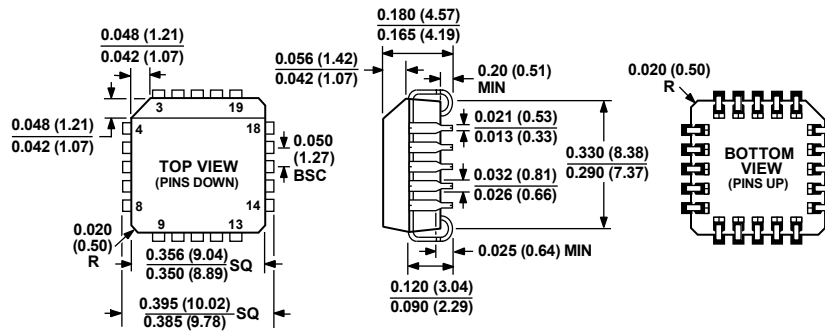 0.180 (4.57)
0.165 (4.19)
0.048 (1.21)
0.042 (1.07)
0.056 (1.42)
0.042 (1.07)
0.20 (0.51)
MIN
0.020 (0.50)
R
3
19
0.048 (1.21)
0.042 (1.07)
4
18
0.050
(1.27)
BSC
TOP VIEW
(PINS DOWN)
0.021 (0.53)
0.013 (0.33)
0.330 (8.38)
0.290 (7.37)
0.032 (0.81)
0.026 (0.66)
BOTTOM
VIEW
(PINS UP)
8
14
9
13
0.020
(0.50)
R
0.356 (9.04)
0.350 (8.89)
SQ
0.025 (0.64) MIN
0.395 (10.02)
0.385 (9.78)
SQ
0.120 (3.04)
0.090 (2.29)